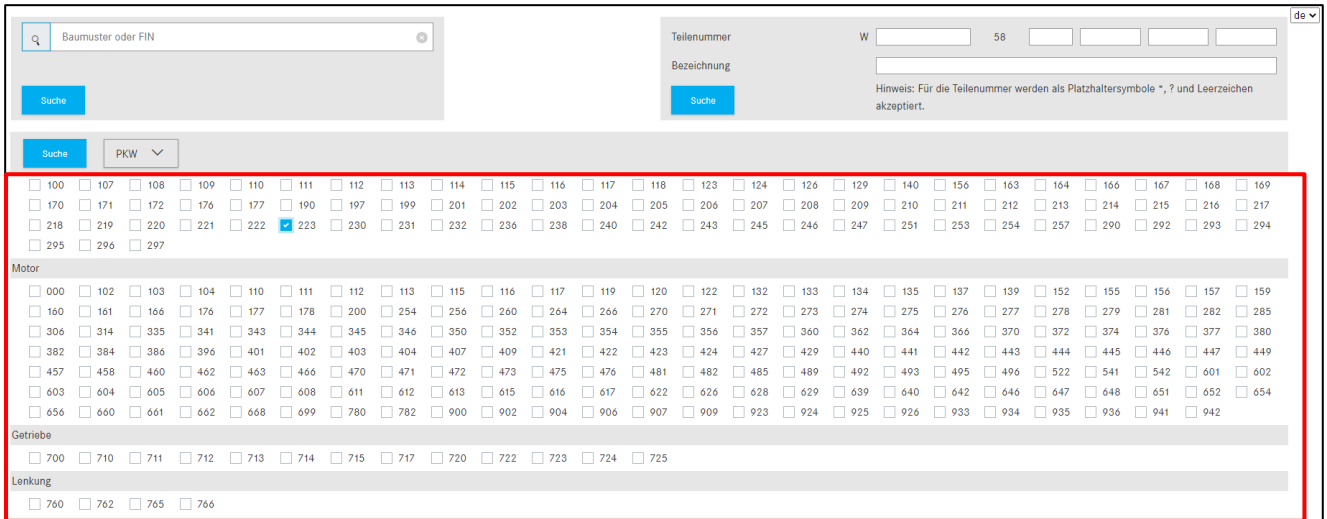 de
Baumuster oder FIN
Suche
Teilenummer W 58
Bezeichnung
Hinweis: Für die Teilenummer werden als Platzhaltersymbole *, ? und Leerzeichen
akzeptiert.
Suche
Suche PKW
100 107 108 109 110 111 112 113 114 115 116 117 118 123 124 126 129 140 156 163 164 166 167 168 169
170 171 172 176 177 190 197 199 201 202 203 204 205 206 207 208 209 210 211 212 213 214 215 216 217
218 219 220 221 222 223 230 231 232 236 238 240 242 243 245 246 247 251 253 254 257 290 292 293 294
295 296 297
Motor
000 102 103 104 110 111 112 113 115 116 117 119 120 122 132 133 134 135 137 139 152 155 156 157 159
160 161 166 176 177 178 200 254 256 260 264 266 270 271 272 273 274 275 276 277 278 279 281 282 285
306 314 335 341 343 344 345 346 350 352 353 354 355 356 357 360 362 364 366 370 372 374 376 377 380
382 384 386 396 401 402 403 404 407 409 421 422 423 424 427 429 440 441 442 443 444 445 446 447 449
457 458 460 462 463 466 470 471 472 473 475 476 481 482 485 489 492 493 495 496 522 541 542 601 602
603 604 605 606 607 608 611 612 613 615 616 617 622 626 628 629 639 640 642 646 647 648 651 652 654
656 660 661 662 668 699 780 782 900 902 904 906 907 909 923 924 925 926 933 934 935 936 941 942
Getriebe
700 710 711 712 713 714 715 717 720 722 723 724 725
Lenkung
760 762 765 766